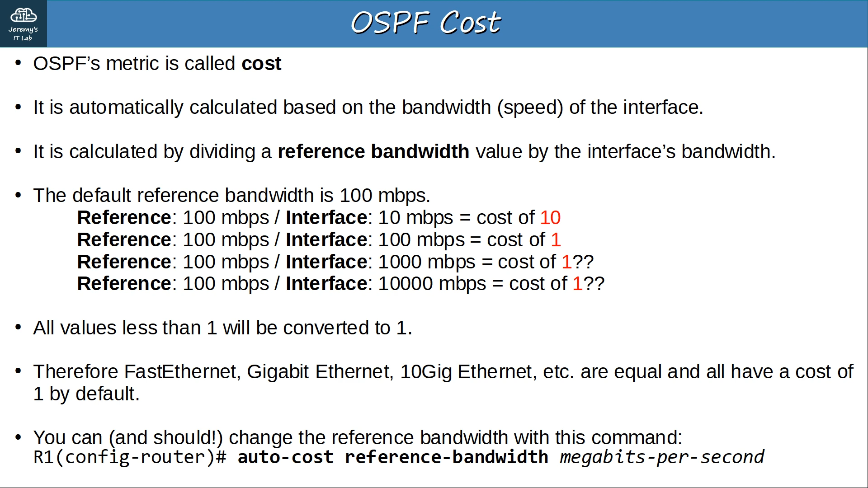 Jeremy's
IT Lab
OSPF Cost
• OSPF’s metric is called cost
• It is automatically calculated based on the bandwidth (speed) of the interface.
• It is calculated by dividing a reference bandwidth value by the interface’s bandwidth.
• The default reference bandwidth is 100 mbps.
Reference: 100 mbps / Interface: 10 mbps = cost of 10
Reference: 100 mbps / Interface: 100 mbps = cost of 1
Reference: 100 mbps / Interface: 1000 mbps = cost of 1??
Reference: 100 mbps / Interface: 10000 mbps = cost of 1??
• All values less than 1 will be converted to 1.
• Therefore FastEthernet, Gigabit Ethernet, 10Gig Ethernet, etc. are equal and all have a cost of
1 by default.
• You can (and should!) change the reference bandwidth with this command:
R1(config-router)# auto-cost reference-bandwidth megabits-per-second